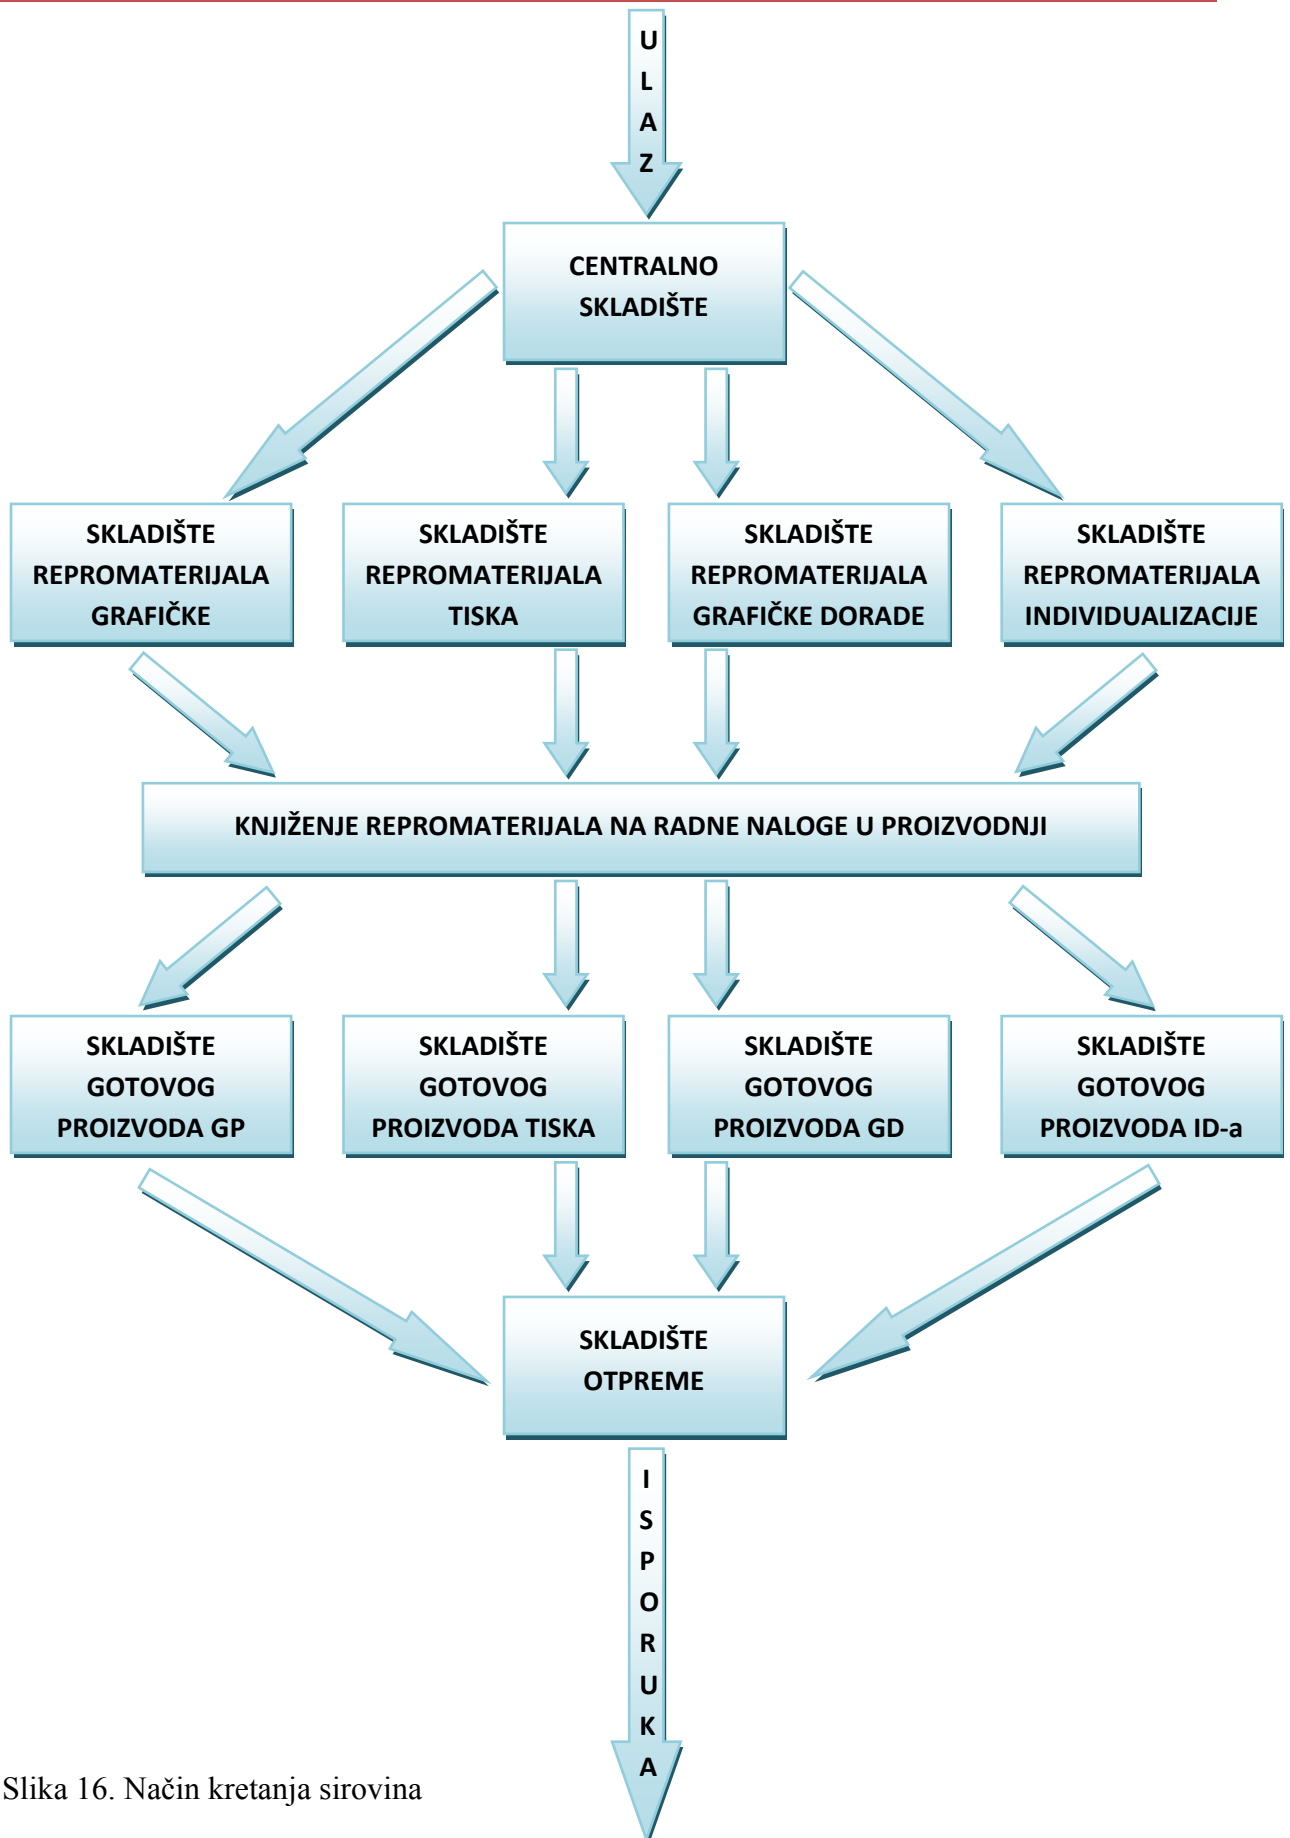 ULAZ
CENTRALNO
SKLADIŠTE
SKLADIŠTE
REPROMATERIJALA
GRAFIČKE
SKLADIŠTE
REPROMATERIJALA
TISKA
SKLADIŠTE
REPROMATERIJALA
GRAFIČKE DORADE
SKLADIŠTE
REPROMATERIJALA
INDIVIDUALIZACIJE
KNJIŽENJE REPROMATERIJALA NA RADNE NALOGE U PROIZVODNJI
SKLADIŠTE
GOTOVOG
PROIZVODA GP
SKLADIŠTE
GOTOVOG
PROIZVODA TISKA
SKLADIŠTE
GOTOVOG
PROIZVODA GD
SKLADIŠTE
GOTOVOG
PROIZVODA ID-a
SKLADIŠTE
OTPREME
ISPORUKA
Slika 16. Način kretanja sirovina